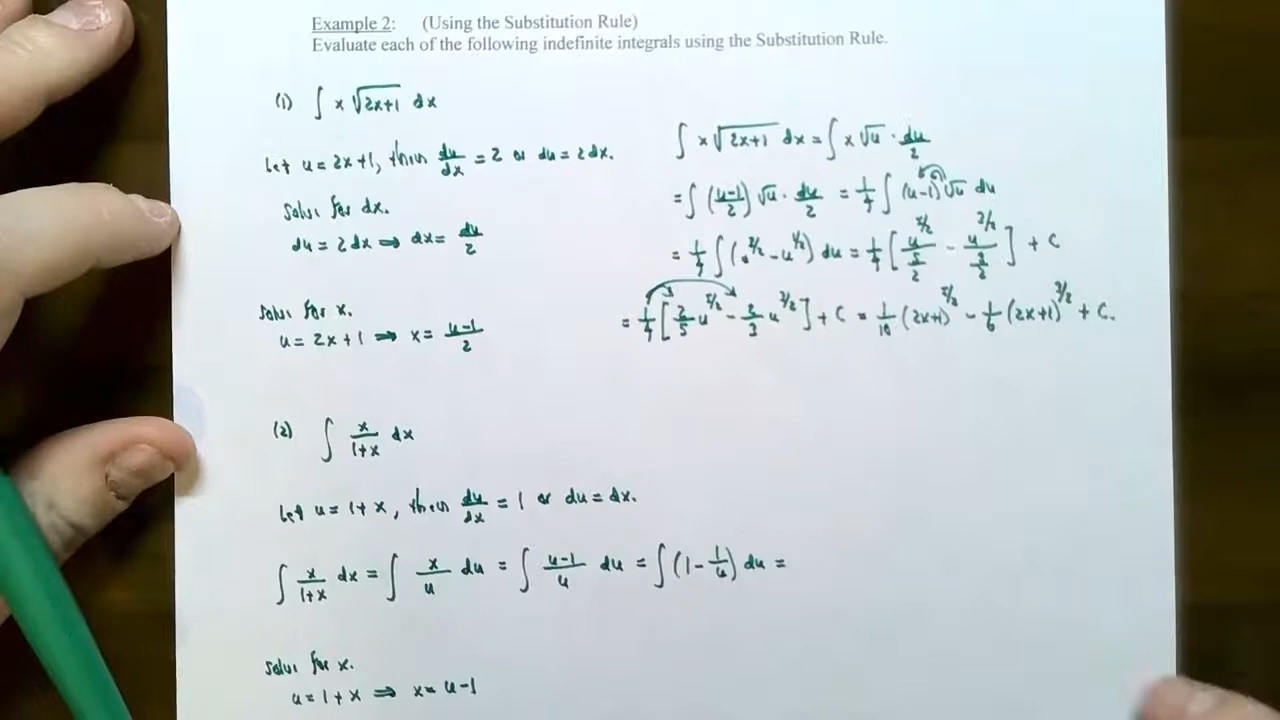 Example 2: (Using the Substitution Rule)
Evaluate each of the following indefinite integrals using the Substitution Rule.
(1) ∫ x √(2x+1) dx
Let u = 2x+1, then du/dx = 2 or du = 2dx.
Solve for dx.
du = 2dx ⇒ dx = du/2
Solve for x.
u = 2x+1 ⇒ x = (u-1)/2
∫ x √(2x+1) dx = ∫ x √u · du/2
= ∫ ((u-1)/2) √u · du/2 = 1/4 ∫ (u-1) √u du
= 1/4 ∫ (u^(3/2) - u^(1/2)) du = 1/4 [ u^(5/2)/(5/2) - u^(3/2)/(3/2) ] + C
= 1/4 [ 2/5 u^(5/2) - 2/3 u^(3/2) ] + C = 1/10 (2x+1)^(5/2) - 1/6 (2x+1)^(3/2) + C.
(2) ∫ x/(1+x) dx
Let u = 1+x, then du/dx = 1 or du = dx.
∫ x/(1+x) dx = ∫ x/u du = ∫ (u-1)/u du = ∫ (1 - 1/u) du =
Solve for x.
u = 1+x ⇒ x = u-1